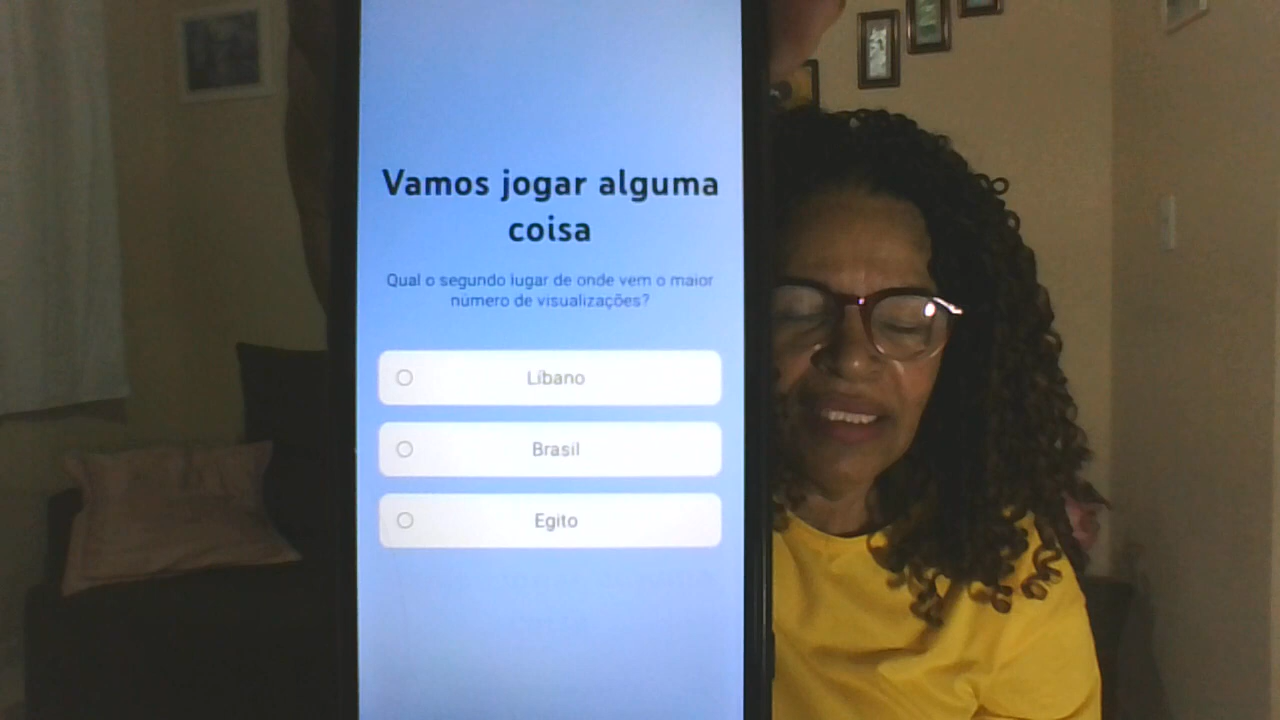 Vamos jogar alguma
coisa
Qual o segundo lugar de onde vem o maior
número de visualizações?
Líbano
Brasil
Egito